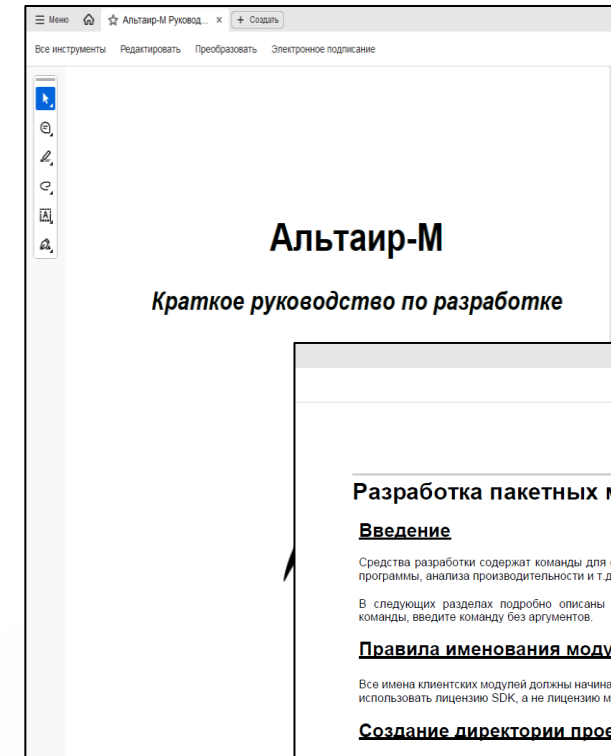 Меню
Альтаир-М Руковод... × + Создать
Все инструменты Редактировать Преобразовать Электронное подписание
Альтаир-М
Краткое руководство по разработке
Разработка пакетных
Введение
Средства разработки содержат команды для
программы, анализа производительности и т.д
В следующих разделах подробно описаны
команды, введите команду без аргументов.
Правила именования моду
Все имена клиентских модулей должны начина
использовать лицензию SDK, а не лицензию м
Создание директории прое